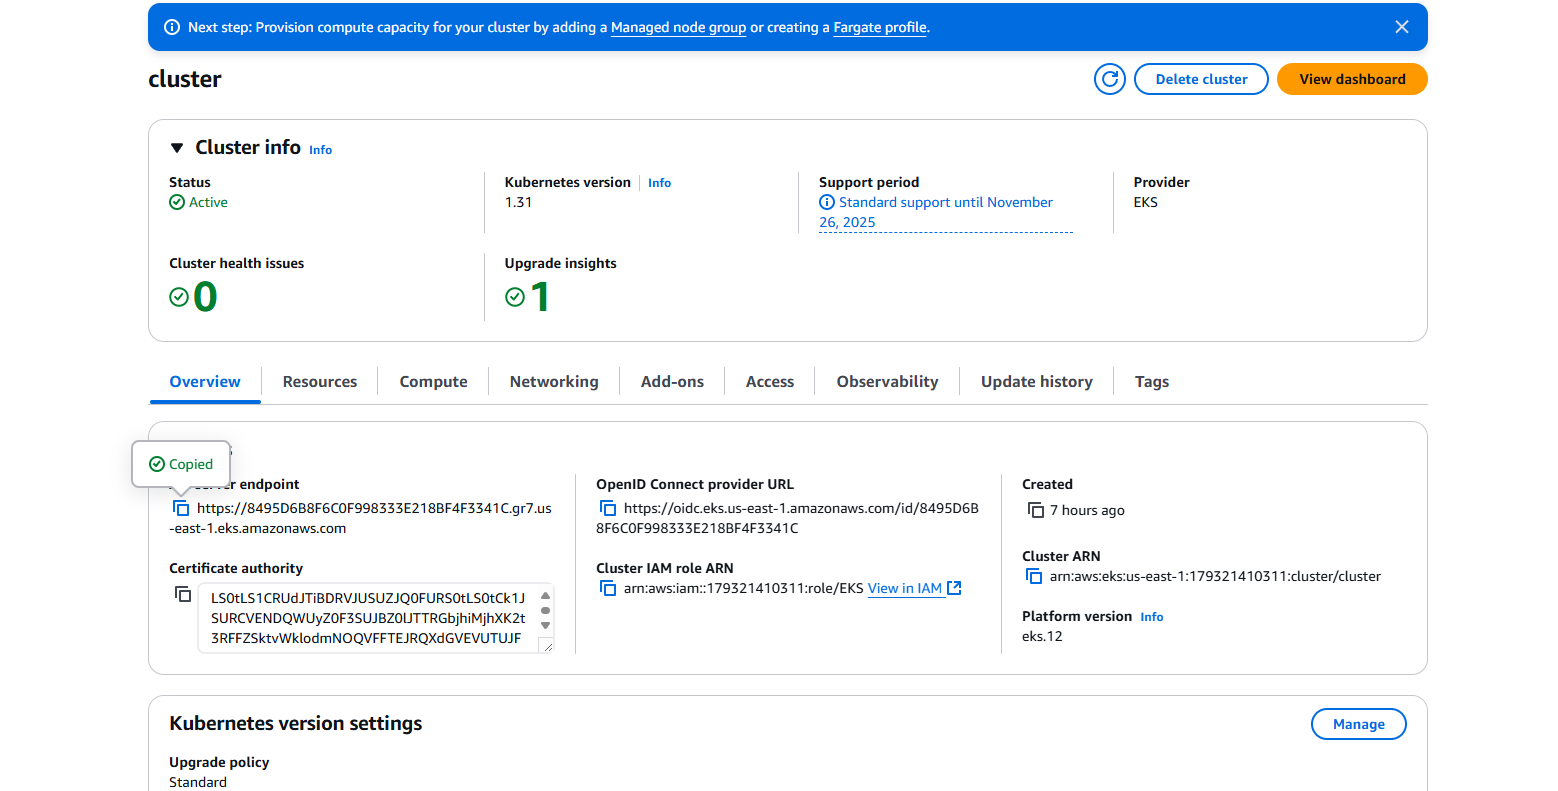 Next step: Provision compute capacity for your cluster by adding a Managed node group or creating a Fargate profile.
cluster
Delete cluster
View dashboard
Cluster info Info
Status
Active
Kubernetes version Info
1.31
Support period
Standard support until November
26, 2025
Provider
EKS
Cluster health issues
0
Upgrade insights
1
Overview
Resources
Compute
Networking
Add-ons
Access
Observability
Update history
Tags
Copied
endpoint
https://8495D6B8F6C0F998333E218BF4F3341C.gr7.us
-east-1.eks.amazonaws.com
Certificate authority
LS0tLS1CRUdJTiBDRVJUSUZJQ0FURS0tLS0tCk1J
SURCVENDQWUyZ0F3SUJBZ0lJTTRGbjhiMjhXK2t
3RFFZSktvWklodmNOQVFFTEJRQXdGVEVUTUJF
OpenID Connect provider URL
https://oidc.eks.us-east-1.amazonaws.com/id/8495D6B
8F6C0F998333E218BF4F3341C
Cluster IAM role ARN
arn:aws:iam::179321410311:role/EKS View in IAM
Created
7 hours ago
Cluster ARN
arn:aws:eks:us-east-1:179321410311:cluster/cluster
Platform version Info
eks.12
Kubernetes version settings
Manage
Upgrade policy
Standard